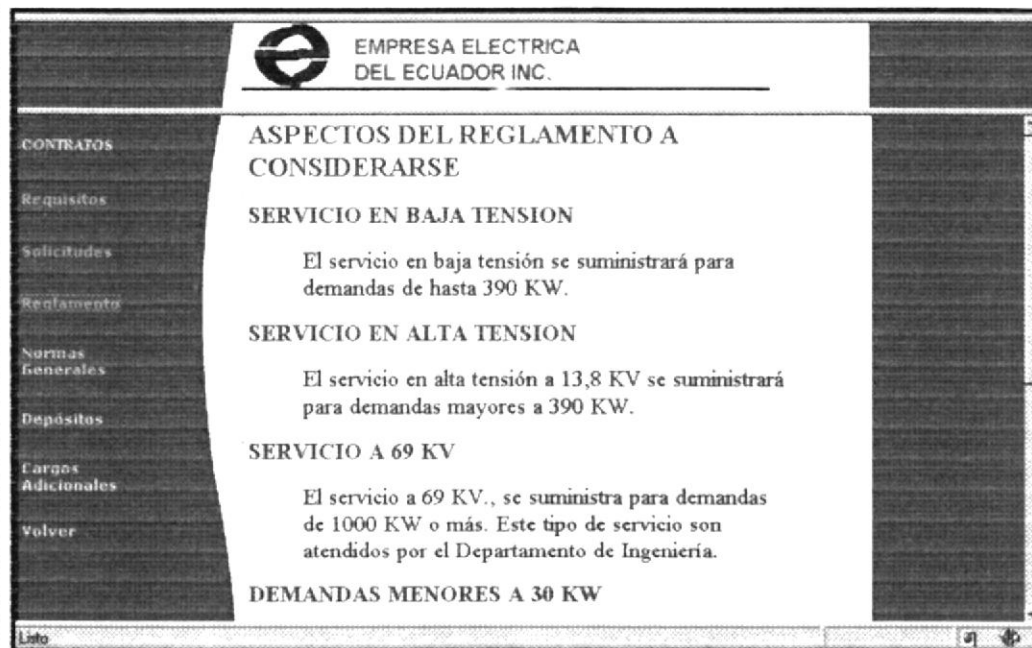 EMPRESA ELECTRICA
DEL ECUADOR INC.
CONTRATOS
Requisitos
Solicitudes
Reglamento
Normas
Generales
Depósitos
Cargos
Adicionales
Volver
ASPECTOS DEL REGLAMENTO A
CONSIDERARSE
SERVICIO EN BAJA TENSION
El servicio en baja tensión se suministrará para
demandas de hasta 390 KW.
SERVICIO EN ALTA TENSION
El servicio en alta tensión a 13,8 KV se suministrará
para demandas mayores a 390 KW.
SERVICIO A 69 KV
El servicio a 69 KV., se suministra para demandas
de 1000 KW o más. Este tipo de servicio son
atendidos por el Departamento de Ingeniería.
DEMANDAS MENORES A 30 KW
Listo